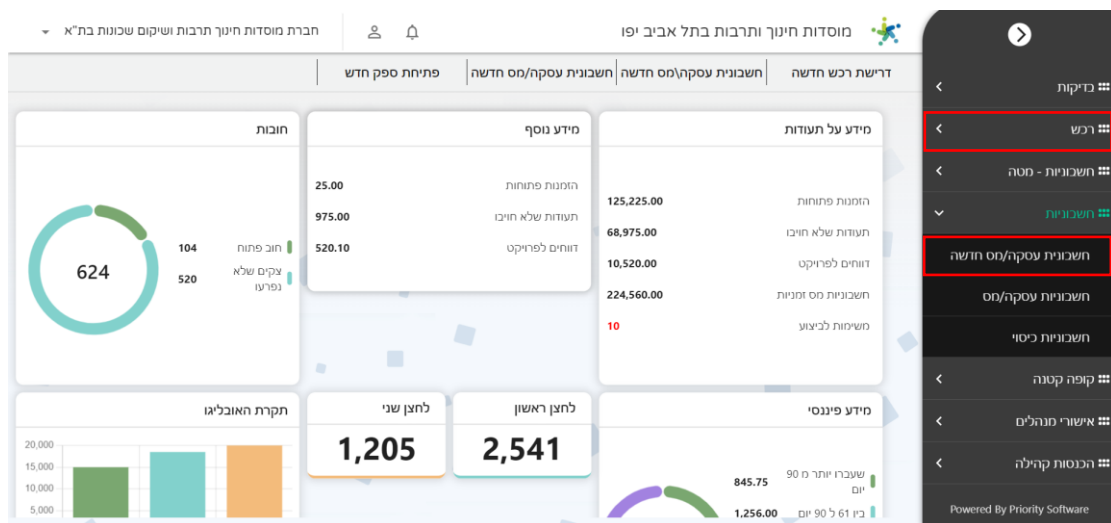 מוסדות חינוך ותרבות בתל אביב יפו
חברת מוסדות חינוך תרבות ושיקום שכונות בת"א
דרישת רכש חדשה
חשבונית עסקה\מס חדשה
חשבונית עסקה/מס חדשה
פתיחת ספק חדש
בדיקות
רכש
חשבוניות - מטה
חשבוניות
חשבונית עסקה/מס חדשה
חשבוניות עסקה/מס
חשבוניות כיסוי
קופה קטנה
אישורי מנהלים
הכנסות קהילה
Powered By Priority Software
מידע על תעודות
הזמנות פתוחות 125,225.00
תעודות שלא חויבו 68,975.00
דווחים לפרויקט 10,520.00
חשבוניות מס זמניות 224,560.00
משימות לביצוע 10
מידע נוסף
הזמנות פתוחות 25.00
תעודות שלא חויבו 975.00
דווחים לפרויקט 520.10
חובות
חוב פתוח 104
צקים שלא
נפרעו
520
624
מידע פיננסי
שעברו יותר מ 90
יום
845.75
בין 61 ל 90 יום 1,256.00
לחצן ראשון
2,541
לחצן שני
1,205
תקרת האובליגו
20,000
15,000
10,000
5,000